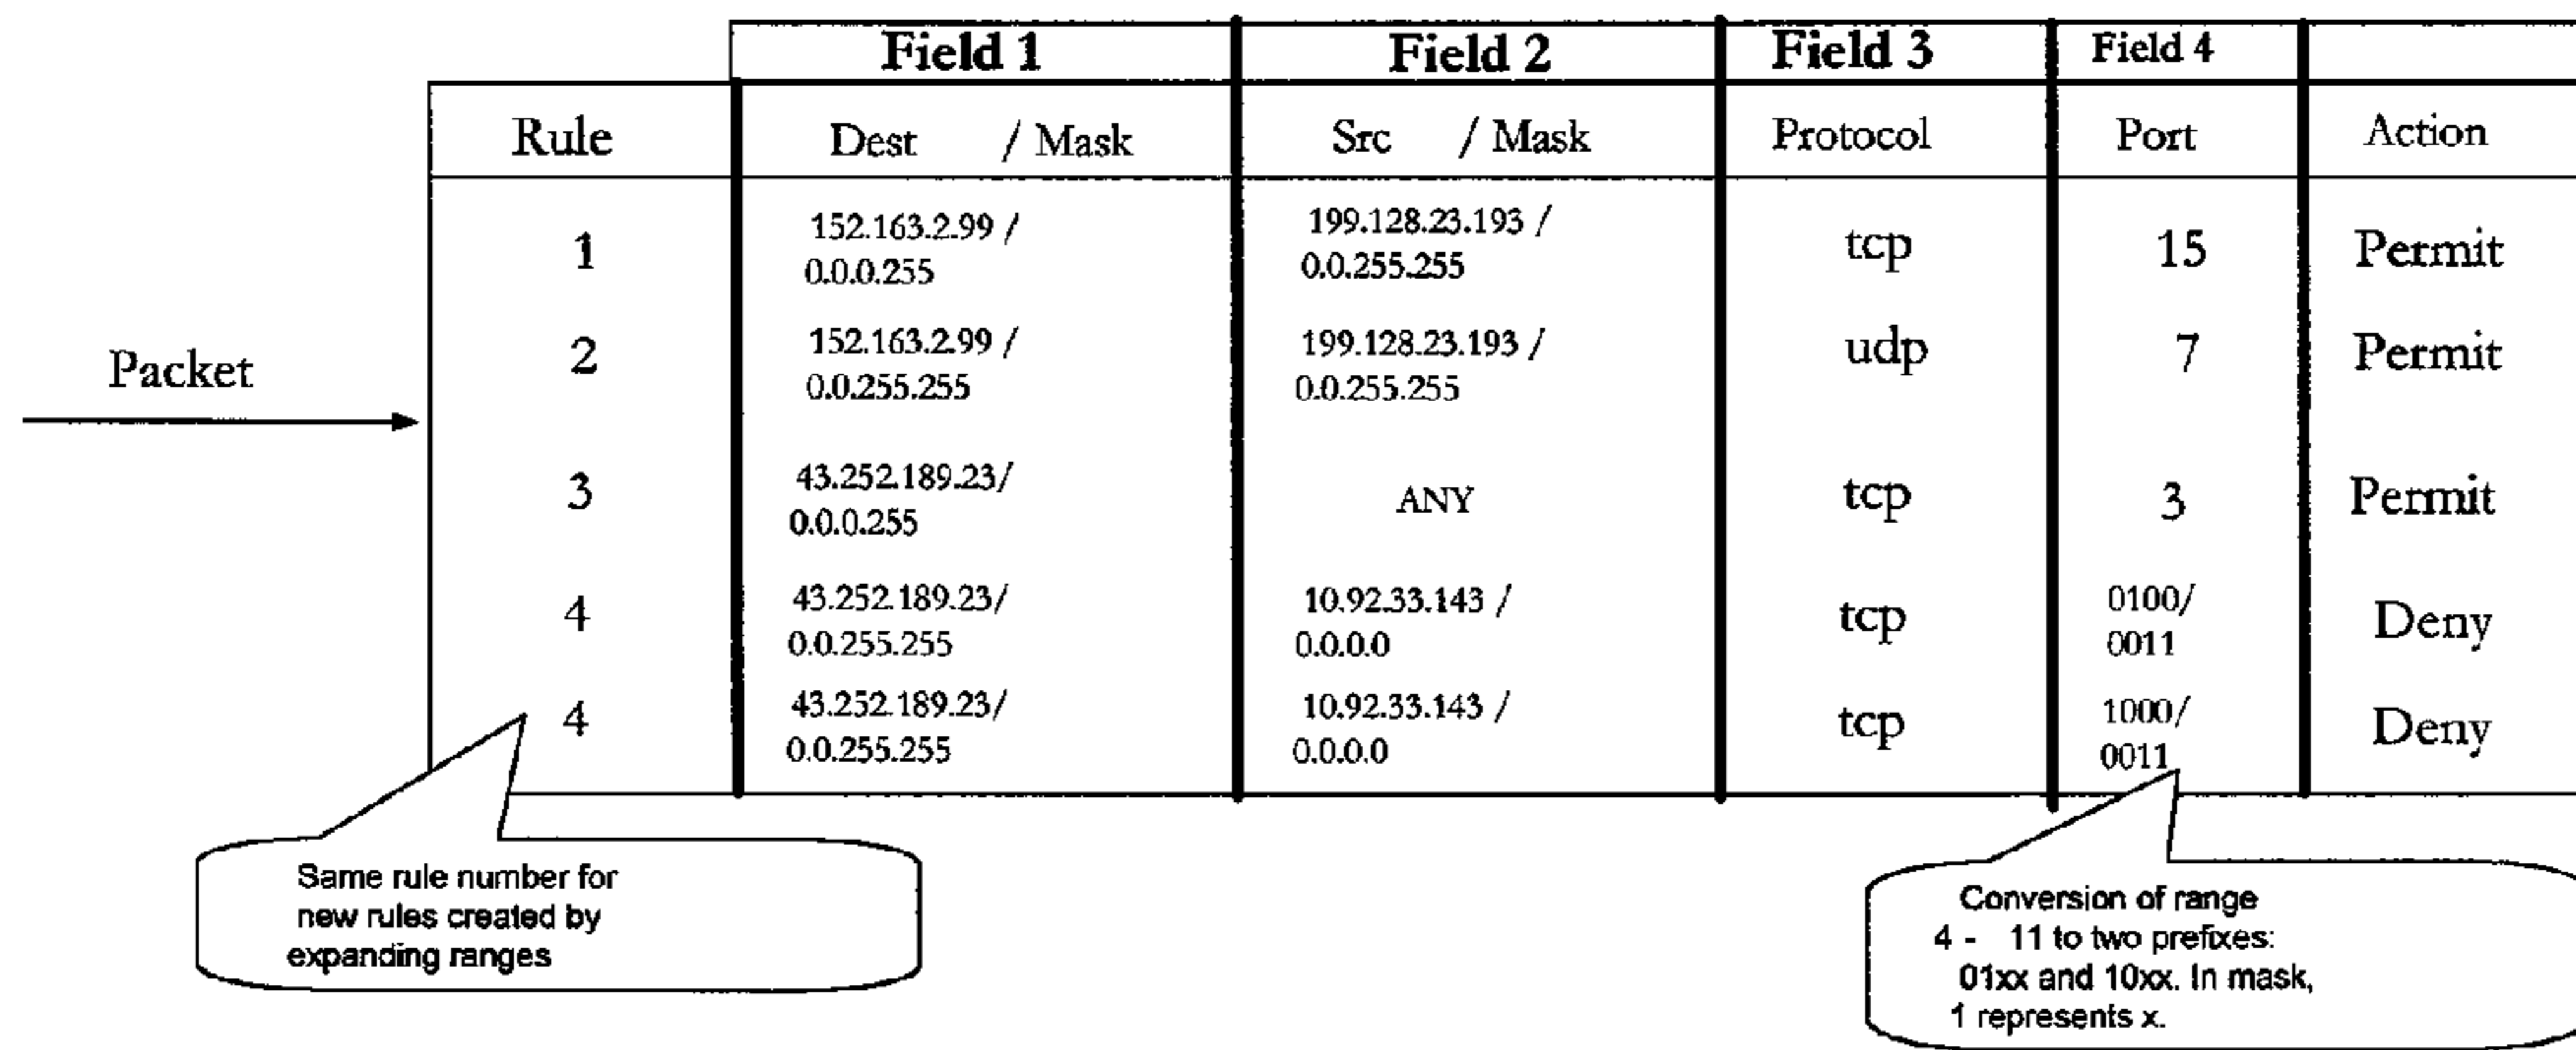 Field 1 Field 2 Field 3 Field 4
Rule Dest / Mask Src / Mask Protocol Port Action
1 152.163.2.99 / 199.128.23.193 / tcp 15 Permit
0.0.0.255 0.0.255.255
2 152.163.2.99 / 199.128.23.193 / udp 7 Permit
0.0.255.255 0.0.255.255
Packet
3 43.252.189.23/ ANY tcp 3 Permit
0.0.0.255
4 43.252.189.23/ 10.92.33.143 / tcp 0100/ Deny
0.0.255.255 0.0.0.0 0011
4 43.252.189.23/ 10.92.33.143 / tcp 1000/ Deny
0.0.255.255 0.0.0.0 0011
Same rule number for
new rules created by
expanding ranges
Conversion of range
4 - 11 to two prefixes:
01xx and 10xx. In mask,
1 represents x.